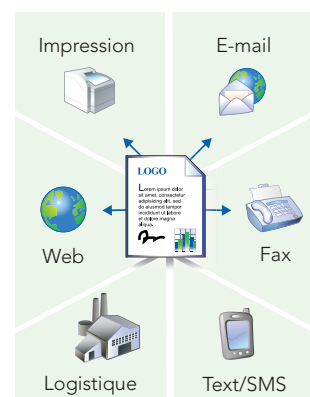 Impression
E-mail
LOGO
Lorem ipsum dolor
sit amet, consectetur
adipisicing elit, sed
do eiusmod tempor
incididunt ut labore
et dolore magna
aliqua.
Web
Fax
Logistique
Text/SMS